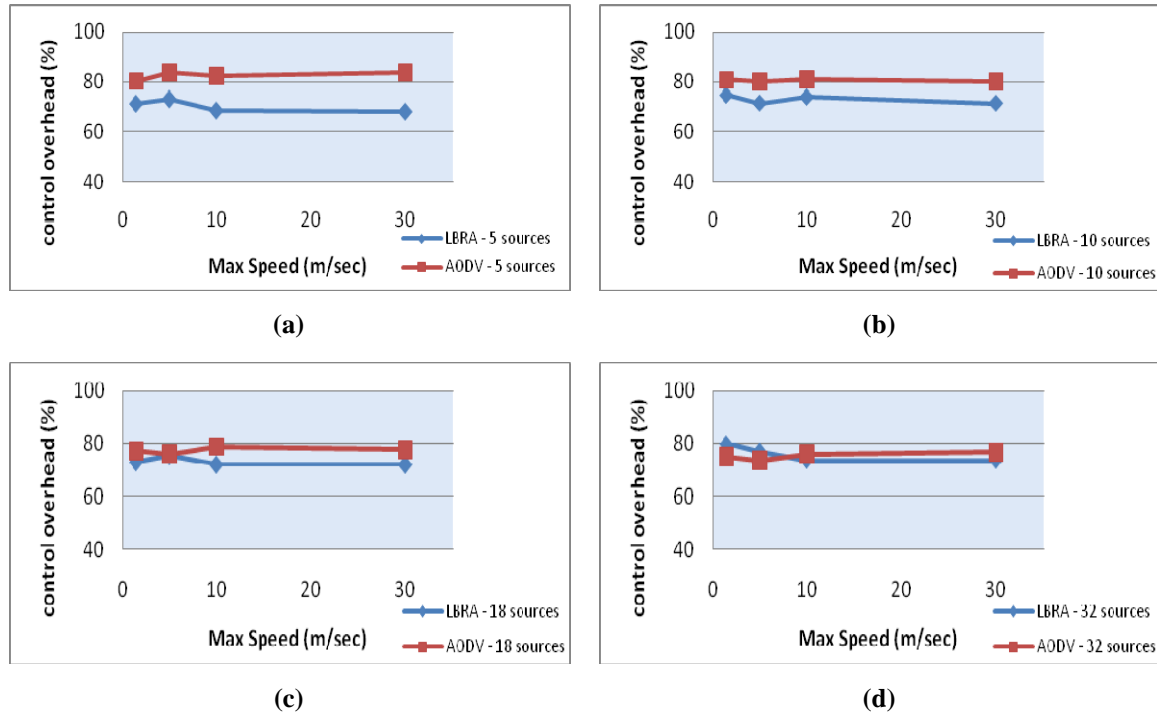 100
80
60
40
control overhead (%)
0 10 20 30
Max Speed (m/sec)
LBRA - 5 sources
AODV - 5 sources
(a)
100
80
60
40
control overhead (%)
0 10 20 30
Max Speed (m/sec)
LBRA - 10 sources
AODV - 10 sources
(b)
100
80
60
40
control overhead (%)
0 10 20 30
Max Speed (m/sec)
LBRA - 18 sources
AODV - 18 sources
(c)
100
80
60
40
control overhead (%)
0 10 20 30
Max Speed (m/sec)
LBRA - 32 sources
AODV - 32 sources
(d)